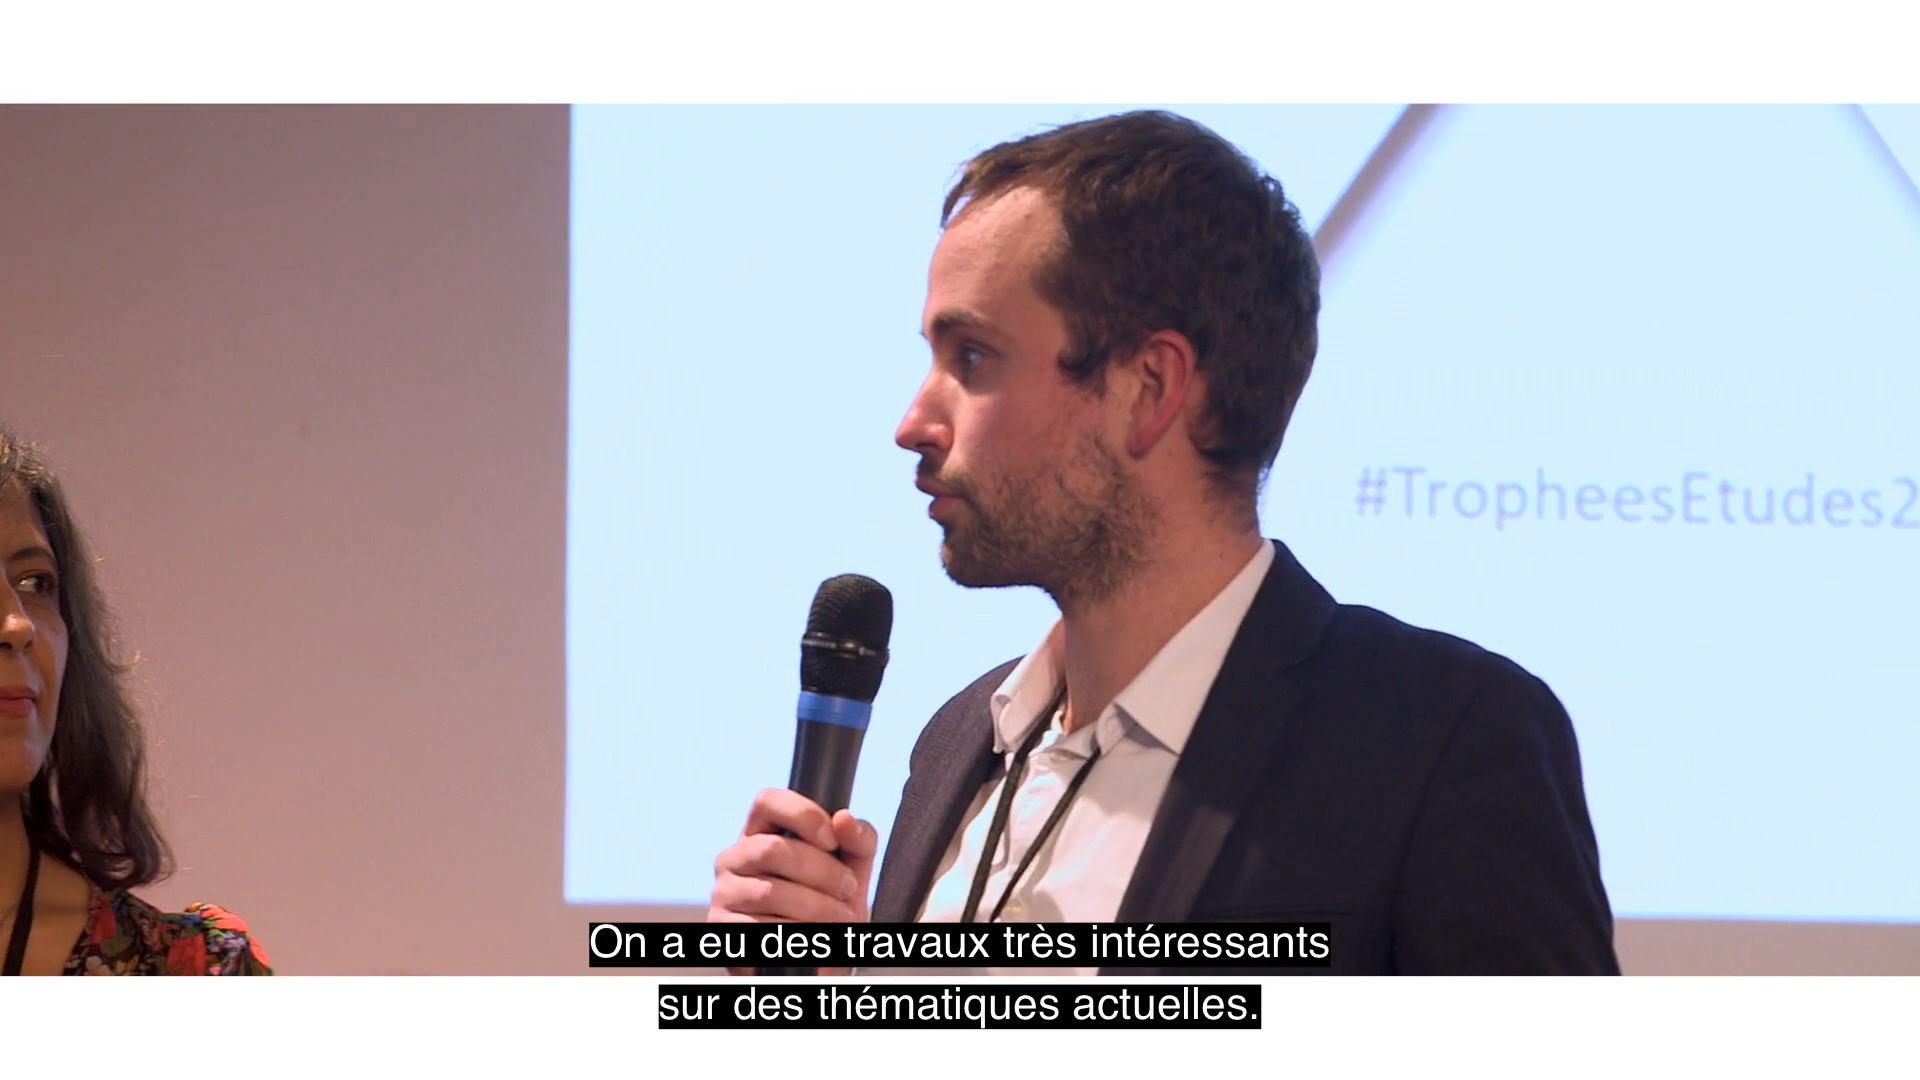 #TropheesEtudes2
On a eu des travaux très intéressants
sur des thématiques actuelles.